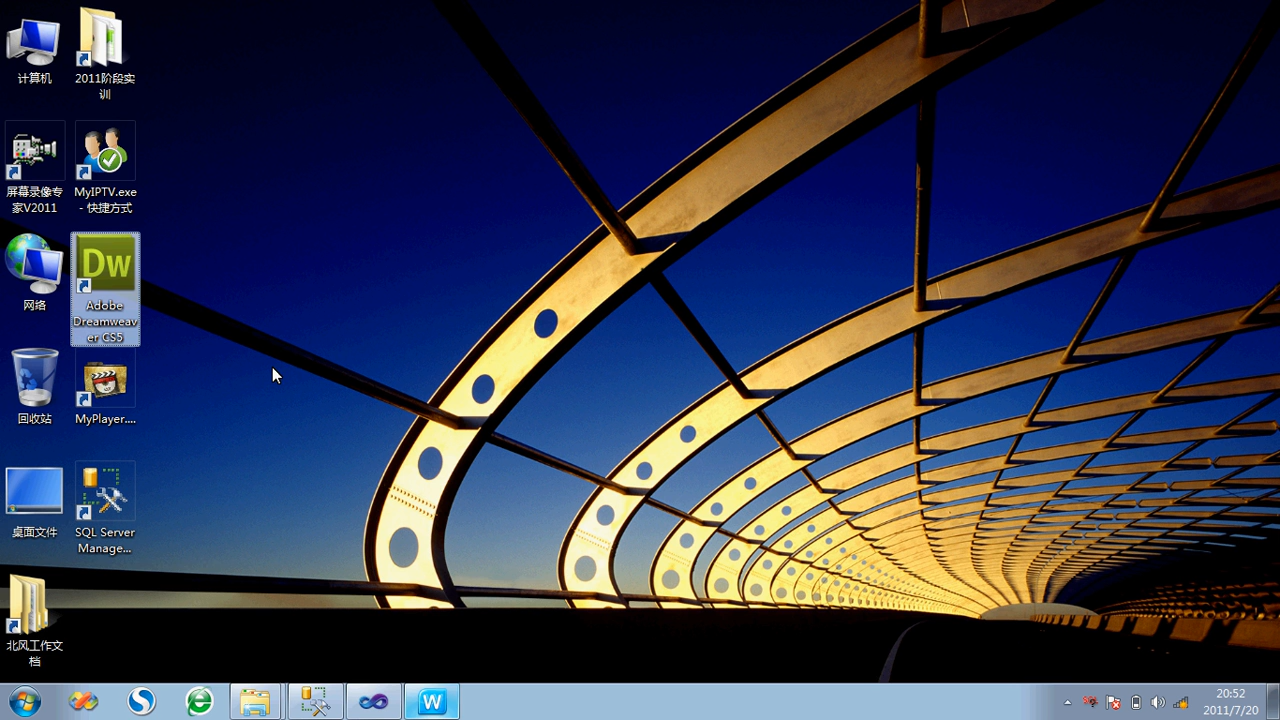 计算机
2011阶段实
训
屏幕录像专
家V2011
MyIPTV.exe
- 快捷方式
网络
Dw
Adobe
Dreamweav
er CS5
回收站
MyPlayer....
桌面文件
SQL Server
Manage...
北风工作文
档
W
20:52
2011/7/20